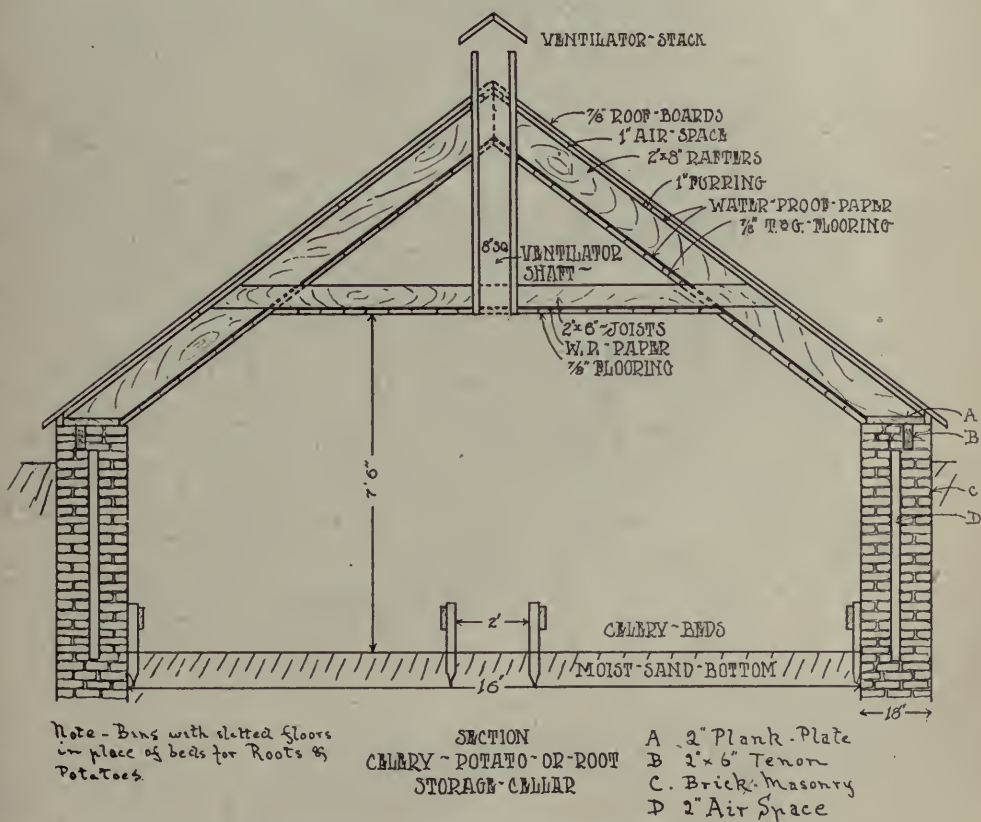 VENTILATOR-STACK
7/8" ROOF-BOARDS
1" AIR-SPACE
2"x8" RAFTERS
1" FURRING
WATER-PROOF-PAPER
7/8" T.&G.-FLOORING
8"SQ
VENTILATOR
SHAFT~
2"x6"-JOISTS
W.P.-PAPER
7/8" FLOORING
A
B
7' 6"
C
D
2'
CELERY-BEDS
MOIST-SAND-BOTTOM
16'
18"
Note - Bins with slatted floors
in place of beds for Roots &
Potatoes.
SECTION
CELERY~POTATO-OR-ROOT
STORAGE-CELLAR
A 2" Plank-Plate
B 2"x6" Tenon
C. Brick-Masonry
D 2" Air Space